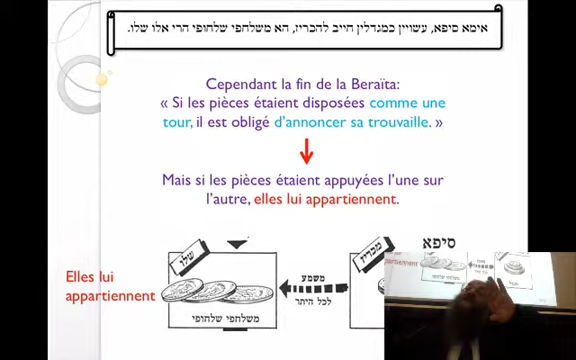 אימא סיפא, עשויין כמגדלין חייב להכריז, הא משלחפי שלחופי הרי אלו שלו.
Cependant la fin de la Beraïta:
« Si les pièces étaient disposées comme une
tour, il est obligé d'annoncer sa trouvaille. »
Mais si les pièces étaient appuyées l'une sur
l'autre, elles lui appartiennent.
סיפא
מכריז
משמע
לכל היתר
שלו
משלחפי שלחופי
Elles lui
appartiennent